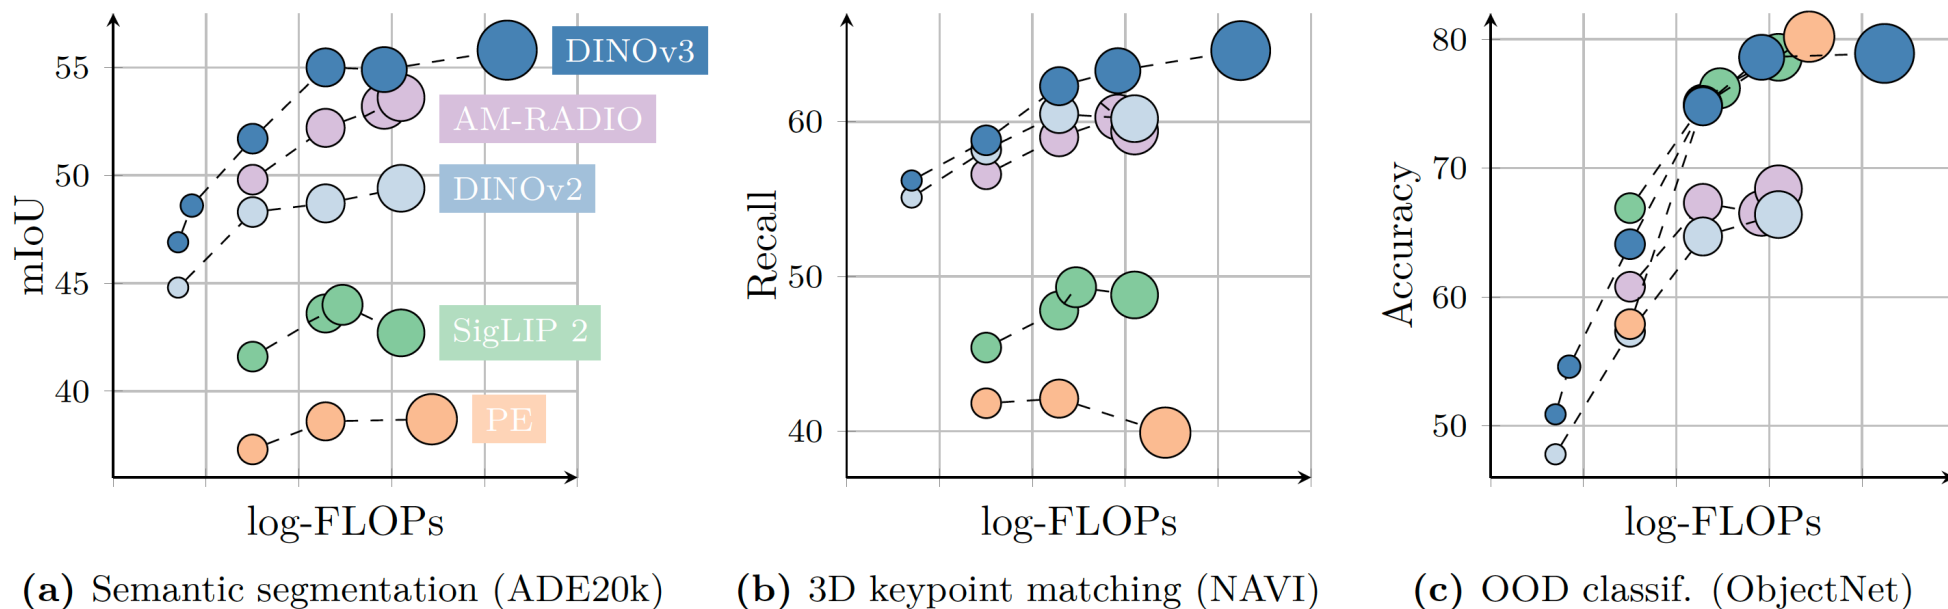 55
50
45
40
mIoU
DINOv3
AM-RADIO
DINOv2
SigLIP 2
PE
log-FLOPs
(a) Semantic segmentation (ADE20k)
60
50
40
Recall
log-FLOPs
(b) 3D keypoint matching (NAVI)
80
70
60
50
Accuracy
log-FLOPs
(c) OOD classif. (ObjectNet)